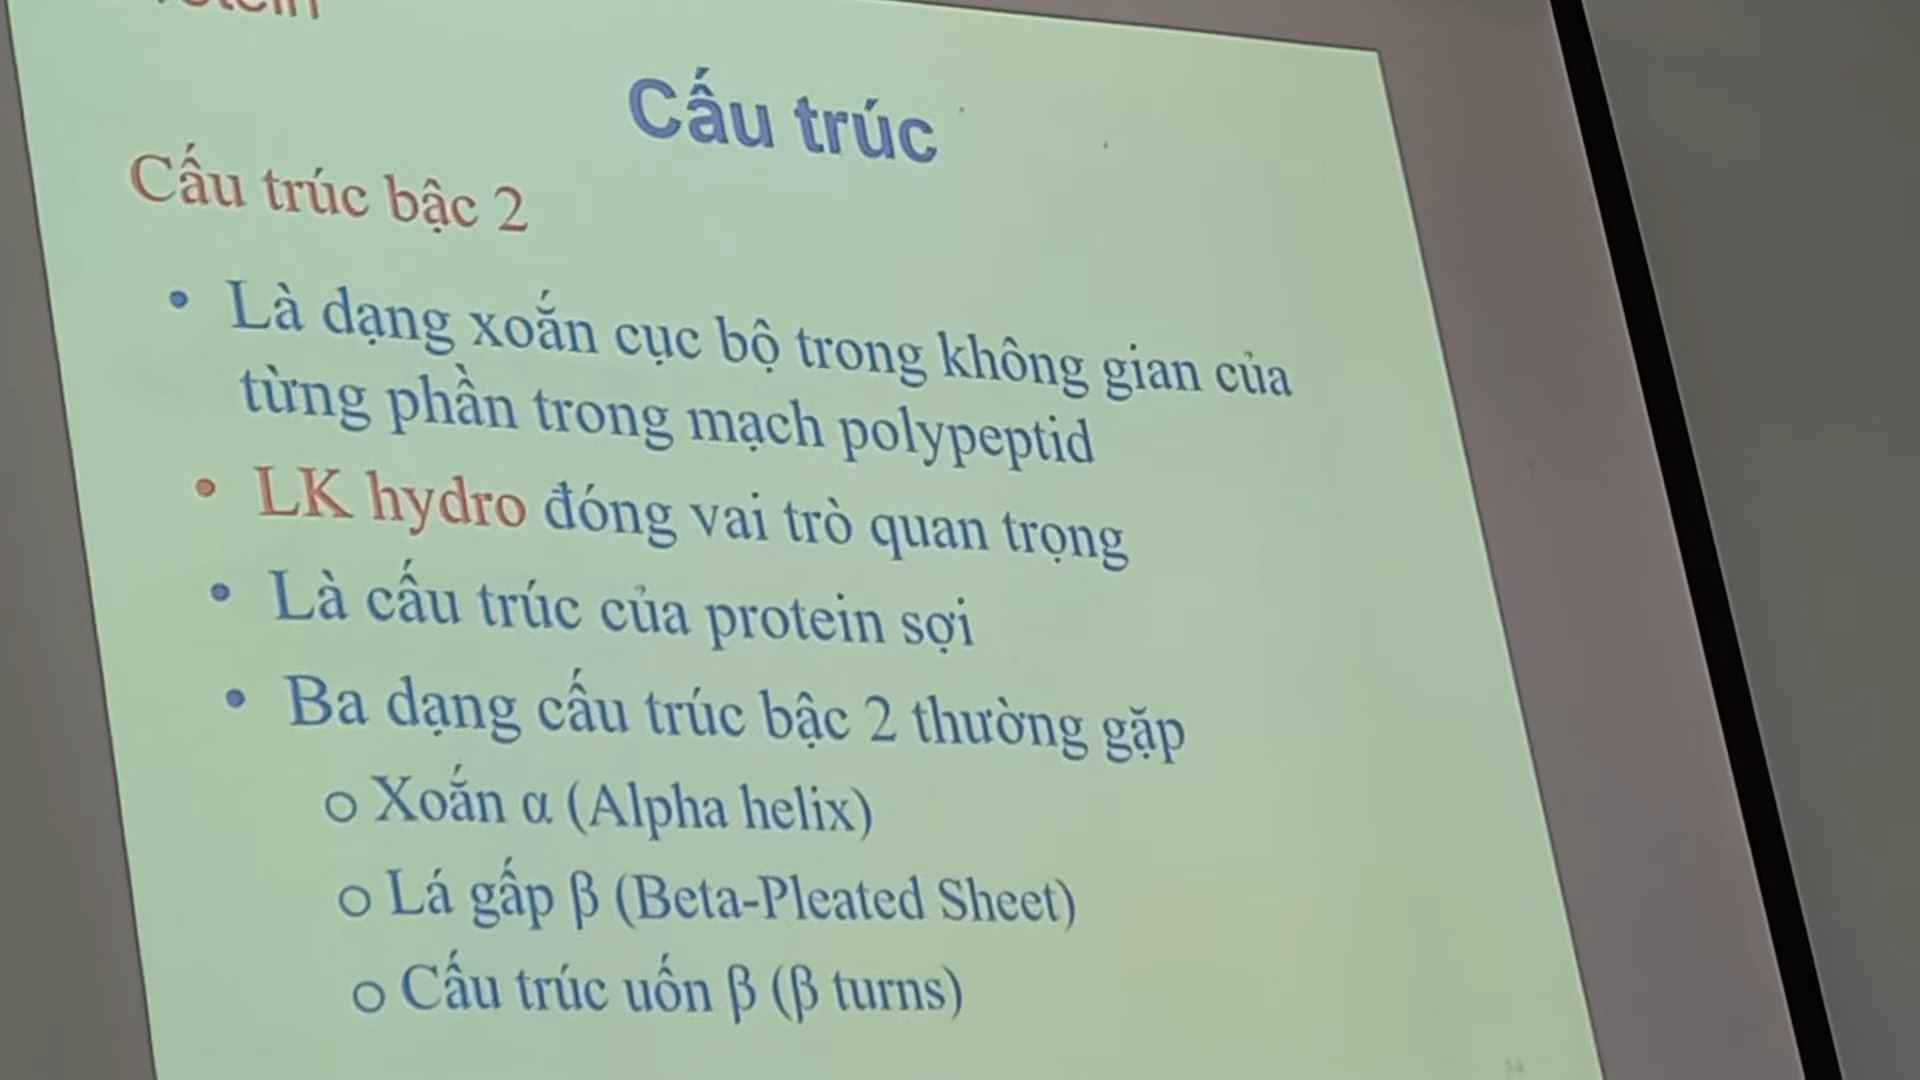 Cấu trúc
Cấu trúc bậc 2
• Là dạng xoắn cục bộ trong không gian của
từng phần trong mạch polypeptid
• LK hydro đóng vai trò quan trọng
• Là cấu trúc của protein sợi
• Ba dạng cấu trúc bậc 2 thường gặp
o Xoắn α (Alpha helix)
o Lá gấp β (Beta-Pleated Sheet)
o Cấu trúc uốn β (β turns)